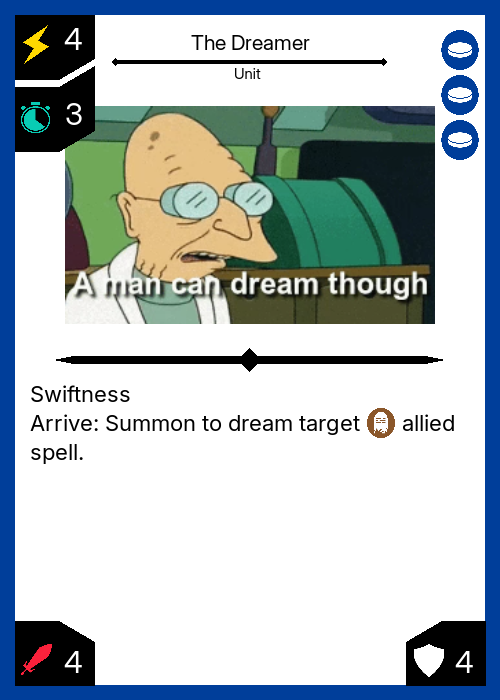 4
The Dreamer
Unit
3
A man can dream though
Swiftness
Arrive: Summon to dream target allied
spell.
4
4